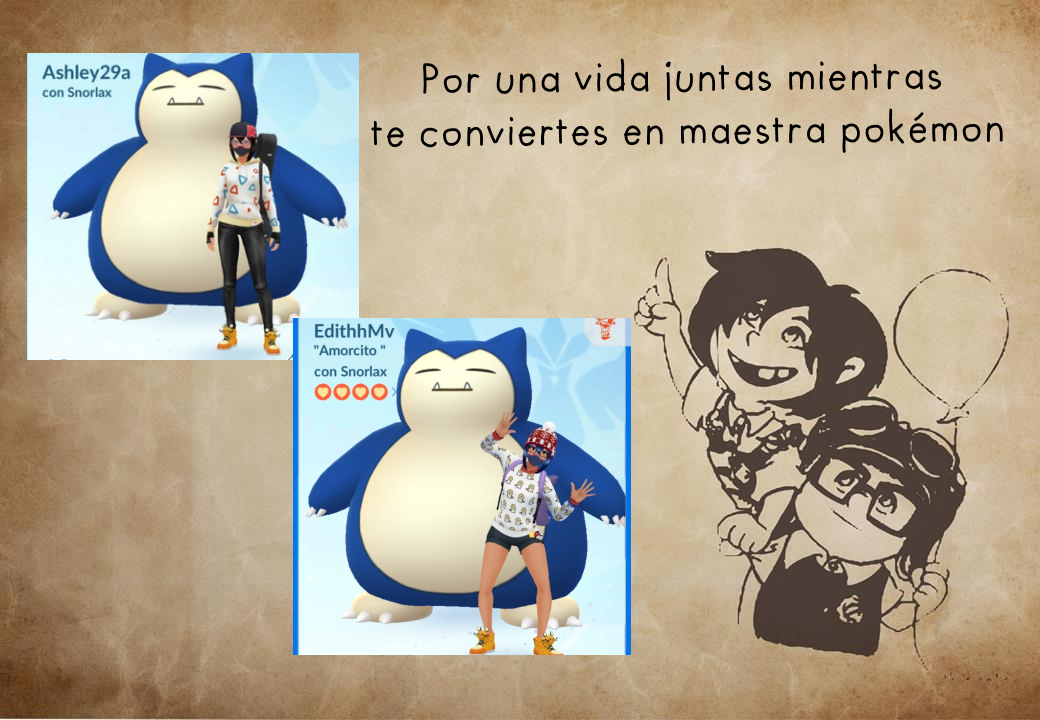 Ashley29a
con Snorlax
Por una vida juntas mientras
te conviertes en maestra pokémon
EdithhMv
"Amorcito "
con Snorlax